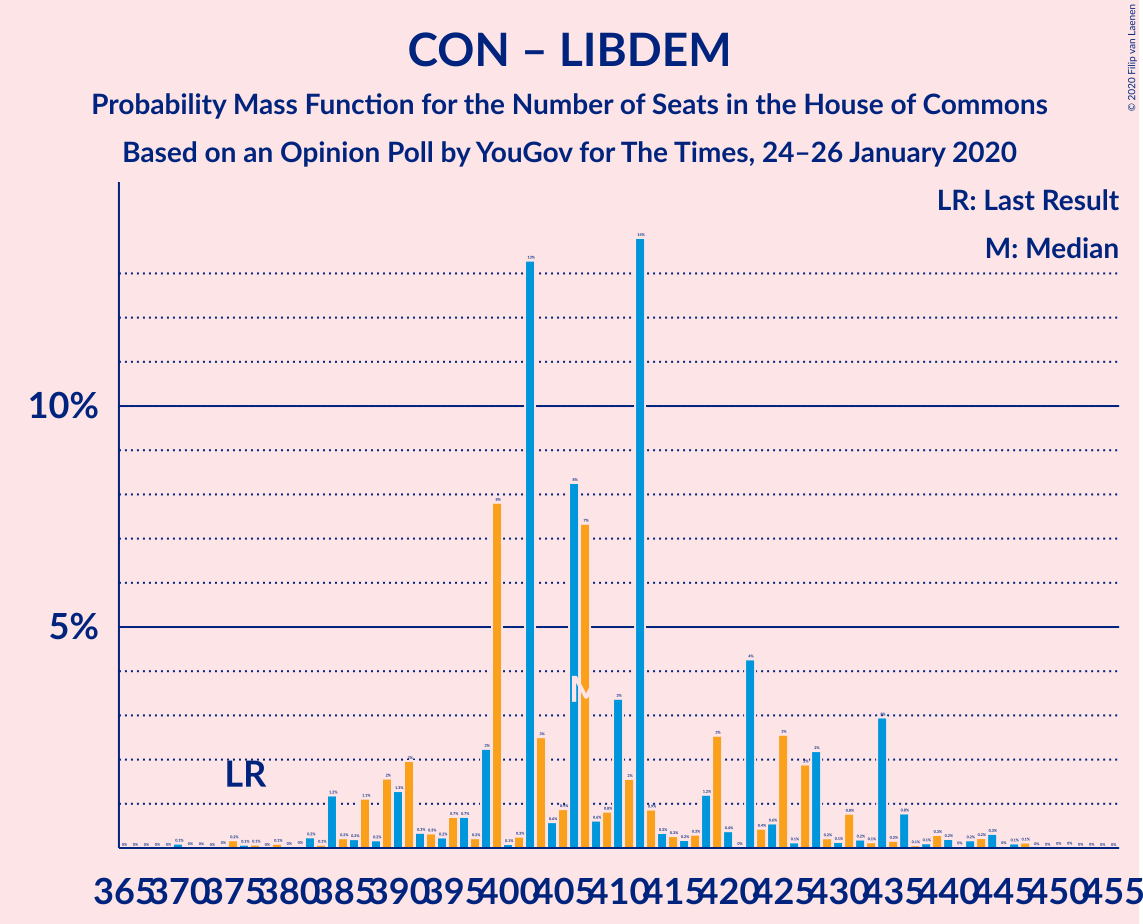 CON – LIBDEM
Probability Mass Function for the Number of Seats in the House of Commons
Based on an Opinion Poll by YouGov for The Times, 24–26 January 2020
© 2020 Filip van Laenen
LR: Last Result
M: Median
10%
5%
LR
M
365 370 375 380 385 390 395 400 405 410 415 420 425 430 435 440 445 450 455